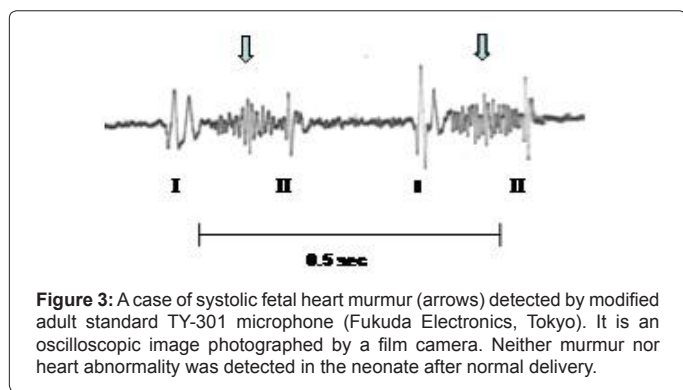 I II II II
0.5 sec
Figure 3: A case of systolic fetal heart murmur (arrows) detected by modified
adult standard TY-301 microphone (Fukuda Electronics, Tokyo). It is an
oscilloscopic image photographed by a film camera. Neither murmur nor
heart abnormality was detected in the neonate after normal delivery.